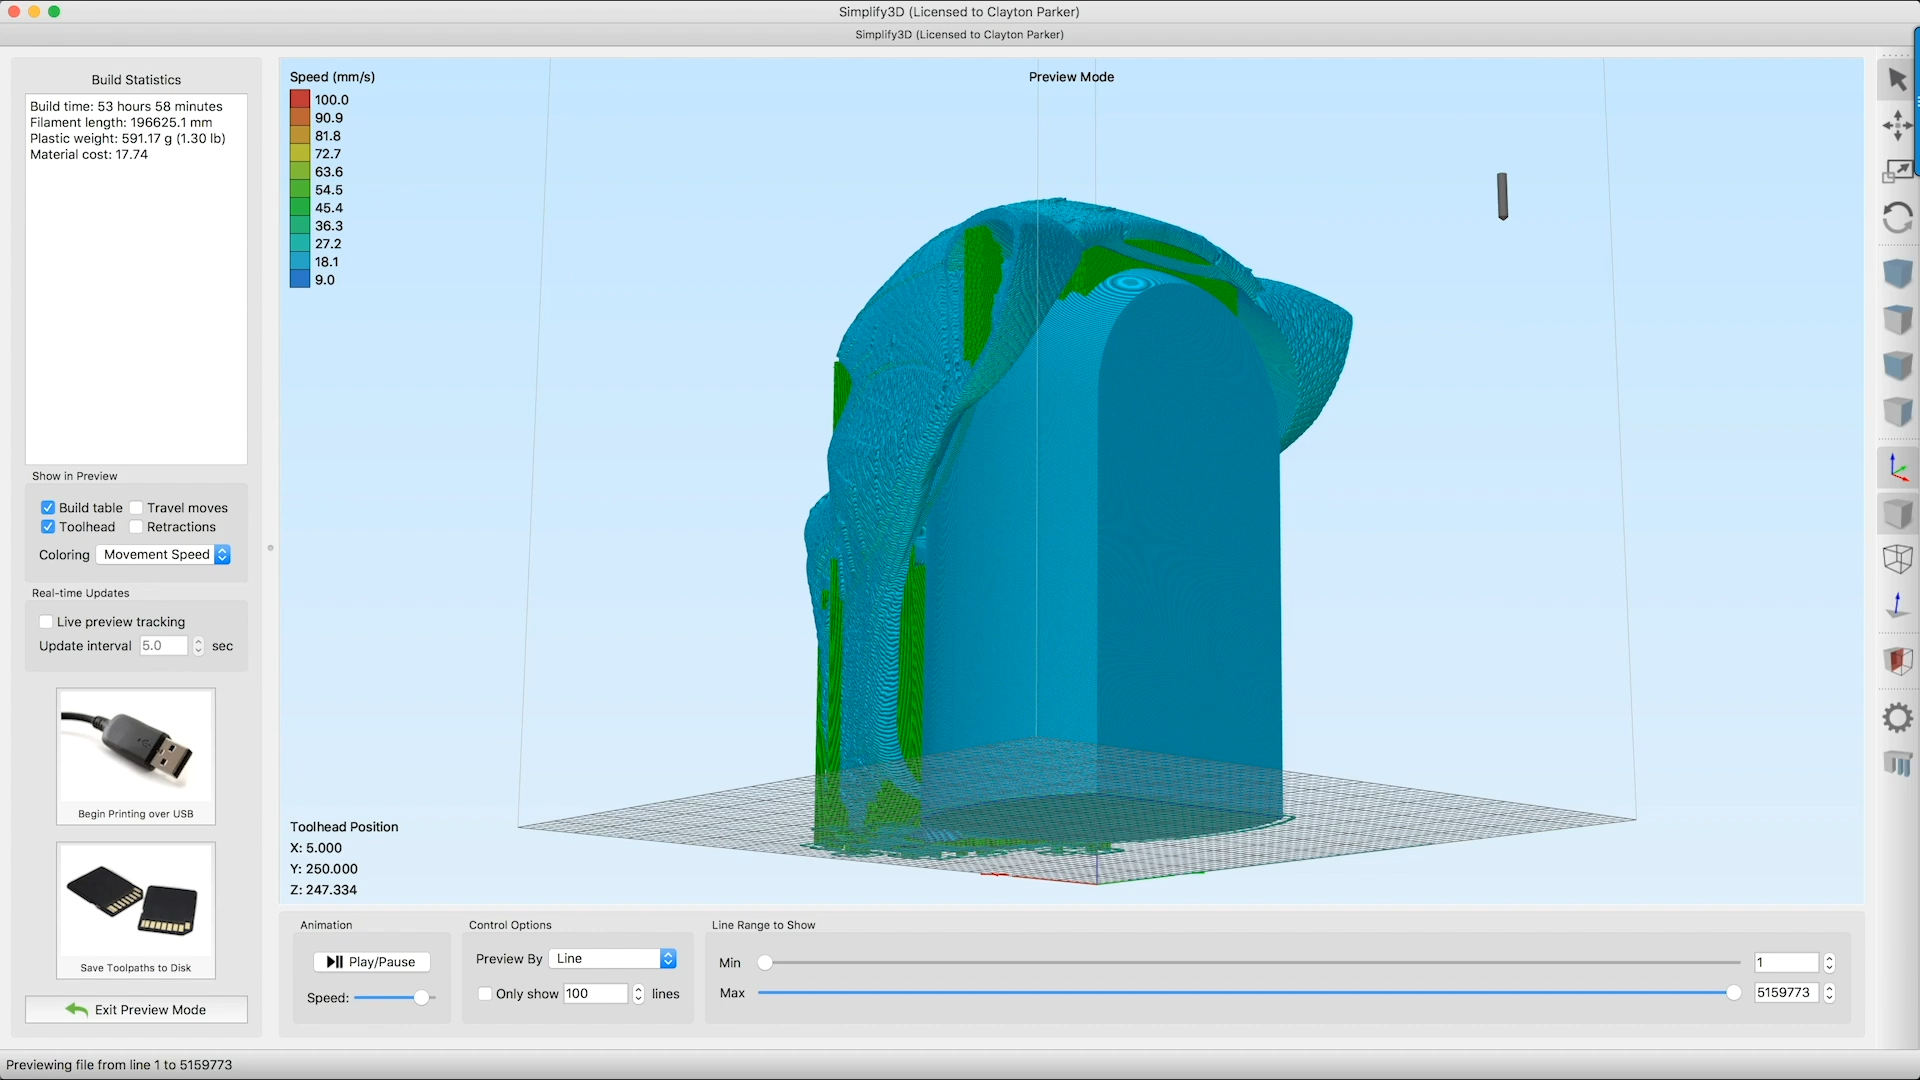 Simplify3D (Licensed to Clayton Parker)
Simplify3D (Licensed to Clayton Parker)
Build Statistics
Build time: 53 hours 58 minutes
Filament length: 196625.1 mm
Plastic weight: 591.17 g (1.30 lb)
Material cost: 17.74
Show in Preview
Build table Travel moves
Toolhead Retractions
Coloring Movement Speed
Real-time Updates
Live preview tracking
Update interval 5.0 sec
Begin Printing over USB
Save Toolpaths to Disk
Exit Preview Mode
Speed (mm/s)
100.0
90.9
81.8
72.7
63.6
54.5
45.4
36.3
27.2
18.1
9.0
Preview Mode
Toolhead Position
X: 5.000
Y: 250.000
Z: 247.334
Animation
Play/Pause
Speed:
Control Options
Preview By Line
Only show 100 lines
Line Range to Show
Min 1
Max 5159773
Previewing file from line 1 to 5159773